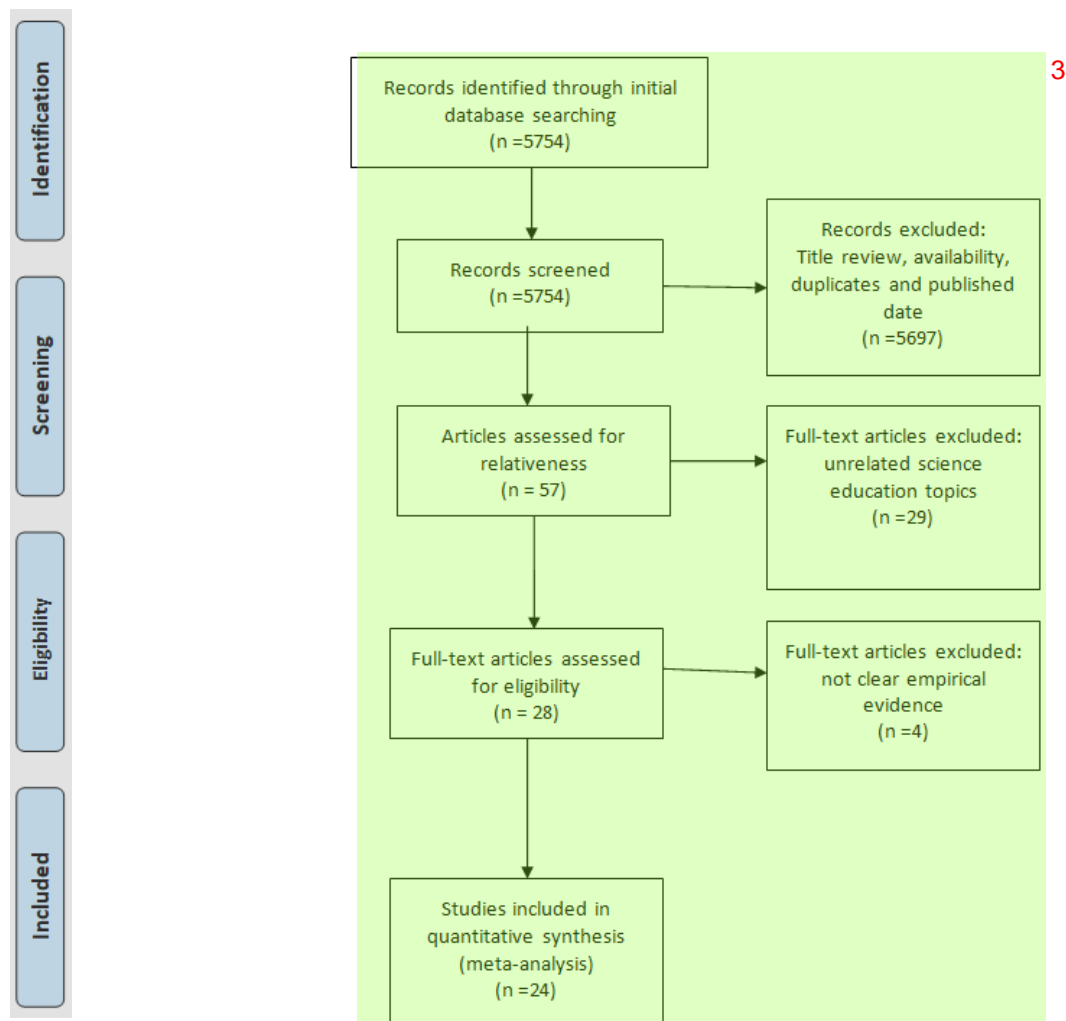 Identification
Screening
Eligibility
Included
3
Records identified through initial
database searching
(n =5754)
Records screened
(n =5754)
Records excluded:
Title review, availability,
duplicates and published
date
(n =5697)
Articles assessed for
relativeness
(n = 57)
Full-text articles excluded:
unrelated science
education topics
(n =29)
Full-text articles assessed
for eligibility
(n = 28)
Full-text articles excluded:
not clear empirical
evidence
(n =4)
Studies included in
quantitative synthesis
(meta-analysis)
(n =24)